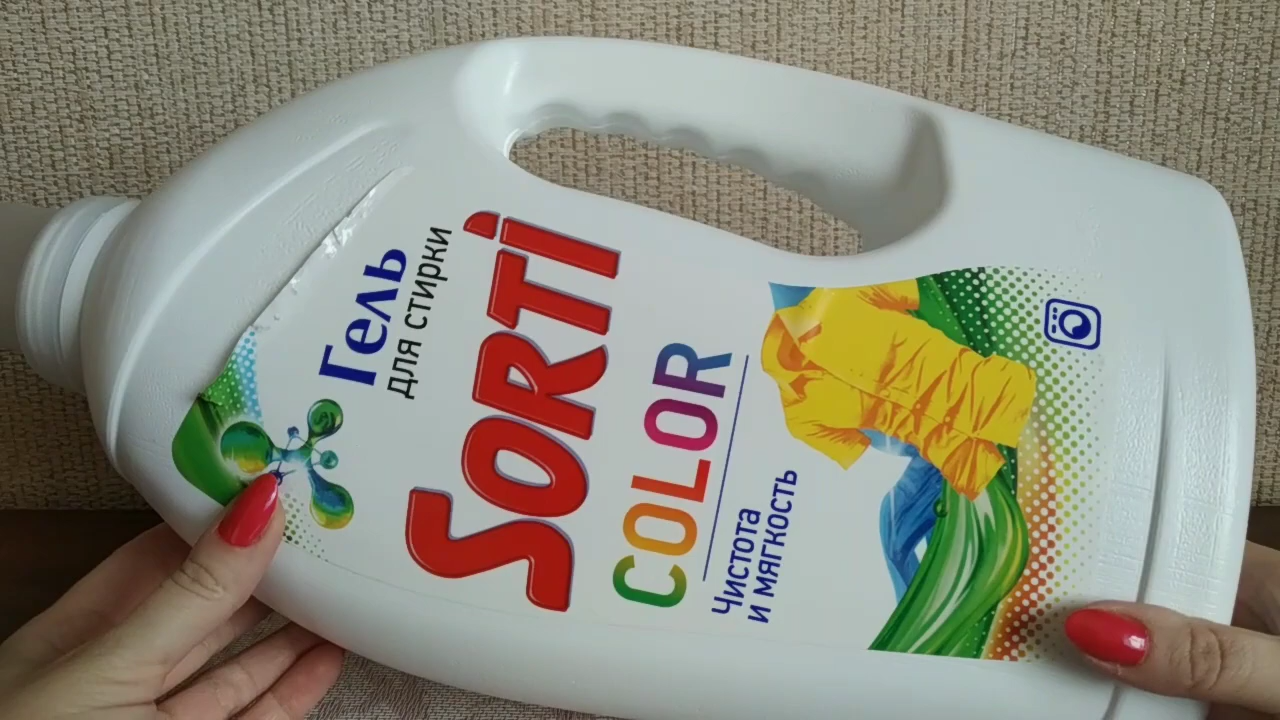 Гель
для стирки
SORTi
COLOR
Чистота
и мягкость